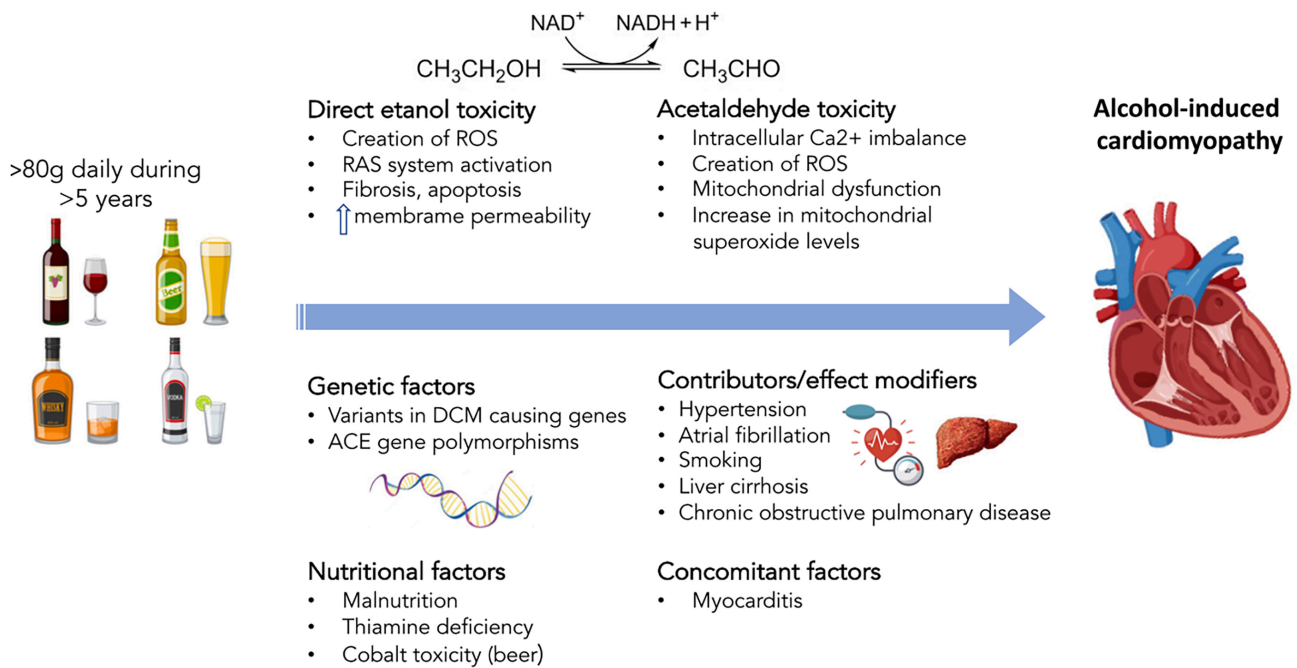 NAD+ NADH + H+
CH3CH2OH CH3CHO
Direct etanol toxicity
• Creation of ROS
• RAS system activation
• Fibrosis, apoptosis
• ⇧ membrame permeability
Acetaldehyde toxicity
• Intracellular Ca2+ imbalance
• Creation of ROS
• Mitochondrial dysfunction
• Increase in mitochondrial
superoxide levels
Alcohol-induced
cardiomyopathy
>80g daily during
>5 years
Beer
WHISKY
VODKA
Genetic factors
• Variants in DCM causing genes
• ACE gene polymorphisms
Contributors/effect modifiers
• Hypertension
• Atrial fibrillation
• Smoking
• Liver cirrhosis
• Chronic obstructive pulmonary disease
Nutritional factors
• Malnutrition
• Thiamine deficiency
• Cobalt toxicity (beer)
Concomitant factors
• Myocarditis